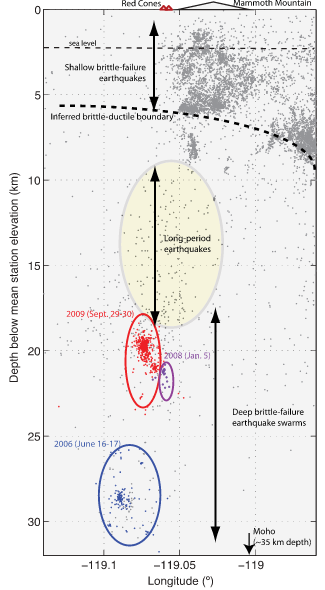 Red Cones
Mammoth Mountain
0
sea level
Shallow brittle-failure
earthquakes
5
Inferred brittle-ductile boundary
10
Long-period
earthquakes
15
2009 (Sept. 29-30)
20
2008 (Jan. 5)
Deep brittle-failure
earthquake swarms
25
2006 (June 16-17)
30
Moho
(~35 km depth)
Depth below mean station elevation (km)
−119.1
−119.05
−119
Longitude (º)